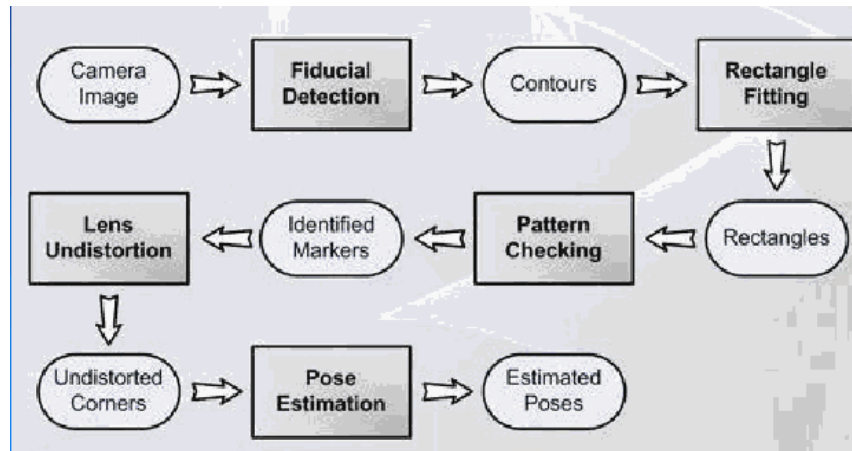 Camera
Image
Fiducial
Detection
Contours
Rectangle
Fitting
Rectangles
Pattern
Checking
Identified
Markers
Lens
Undistortion
Undistorted
Corners
Pose
Estimation
Estimated
Poses